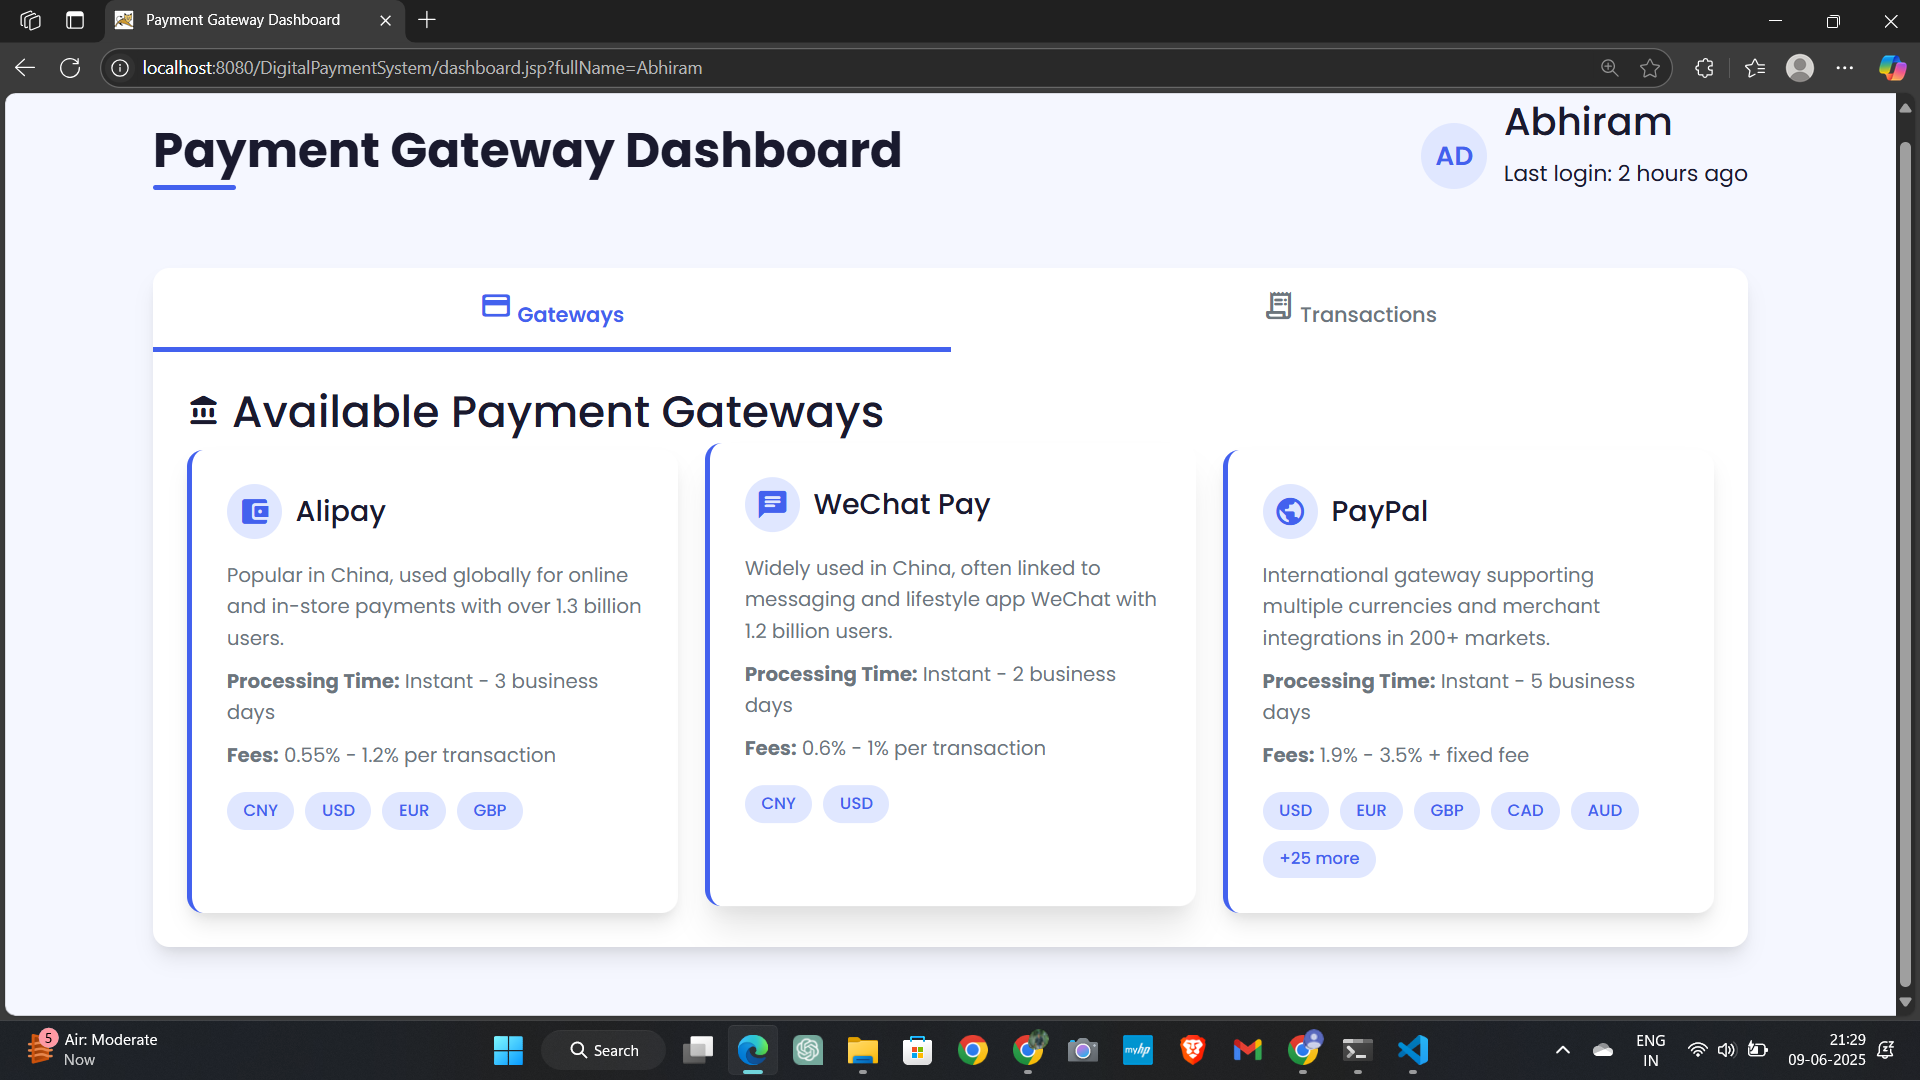 Payment Gateway Dashboard
localhost:8080/DigitalPaymentSystem/dashboard.jsp?fullName=Abhiram
Payment Gateway Dashboard
AD
Abhiram
Last login: 2 hours ago
Gateways
Transactions
Available Payment Gateways
Alipay
Popular in China, used globally for online
and in-store payments with over 1.3 billion
users.
Processing Time: Instant - 3 business
days
Fees: 0.55% - 1.2% per transaction
CNY USD EUR GBP
WeChat Pay
Widely used in China, often linked to
messaging and lifestyle app WeChat with
1.2 billion users.
Processing Time: Instant - 2 business
days
Fees: 0.6% - 1% per transaction
CNY USD
PayPal
International gateway supporting
multiple currencies and merchant
integrations in 200+ markets.
Processing Time: Instant - 5 business
days
Fees: 1.9% - 3.5% + fixed fee
USD EUR GBP CAD AUD
+25 more
5
Air: Moderate
Now
Search
myhp
ENG
IN
21:29
09-06-2025